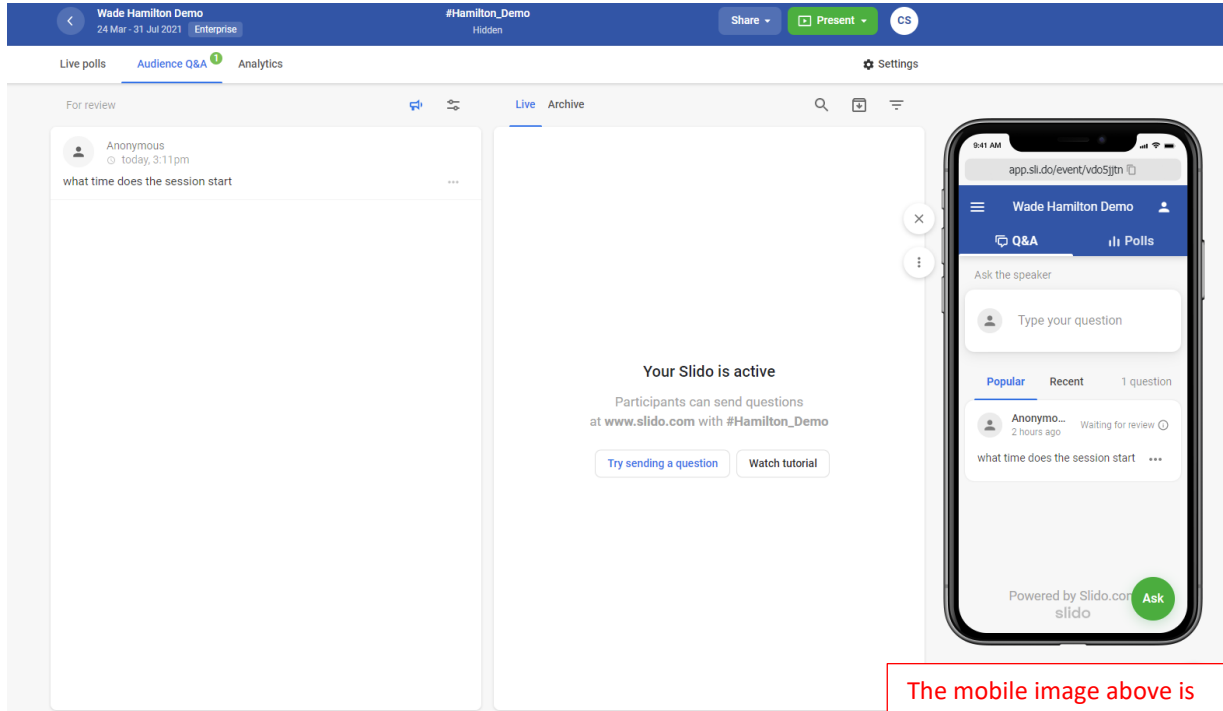 Wade Hamilton Demo
24 Mar - 31 Jul 2021 Enterprise
#Hamilton_Demo
Hidden
Share
Present
CS
Live polls Audience Q&A 1 Analytics
Settings
For review
Live Archive
Anonymous
today, 3:11pm
what time does the session start
Your Slido is active
Participants can send questions
at www.slido.com with #Hamilton_Demo
Try sending a question Watch tutorial
9:41 AM
app.sli.do/event/vdo5jjtn
Wade Hamilton Demo
Q&A Polls
Ask the speaker
Type your question
Popular Recent 1 question
Anonymo... Waiting for review
2 hours ago
what time does the session start
Powered by Slido.com
slido
Ask
The mobile image above is